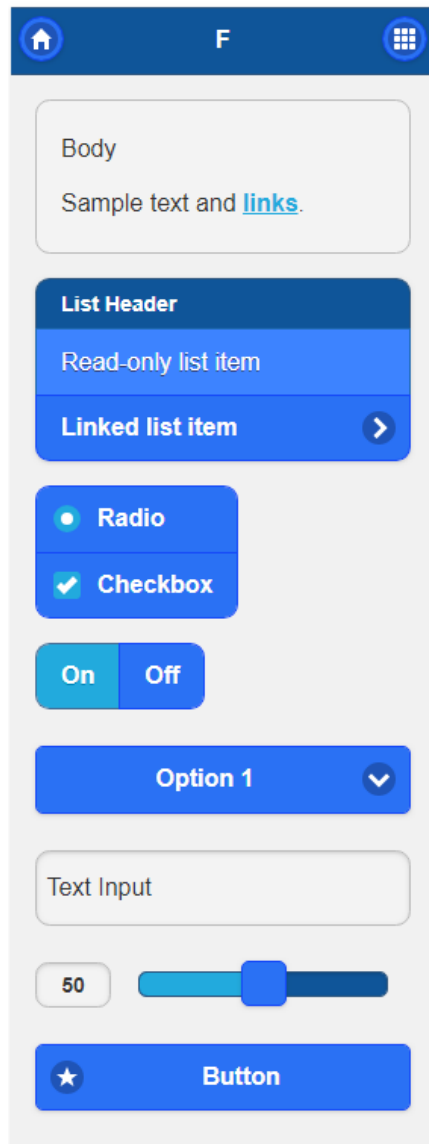 F
Body
Sample text and links.
List Header
Read-only list item
Linked list item
Radio
Checkbox
On Off
Option 1
Text Input
50
Button